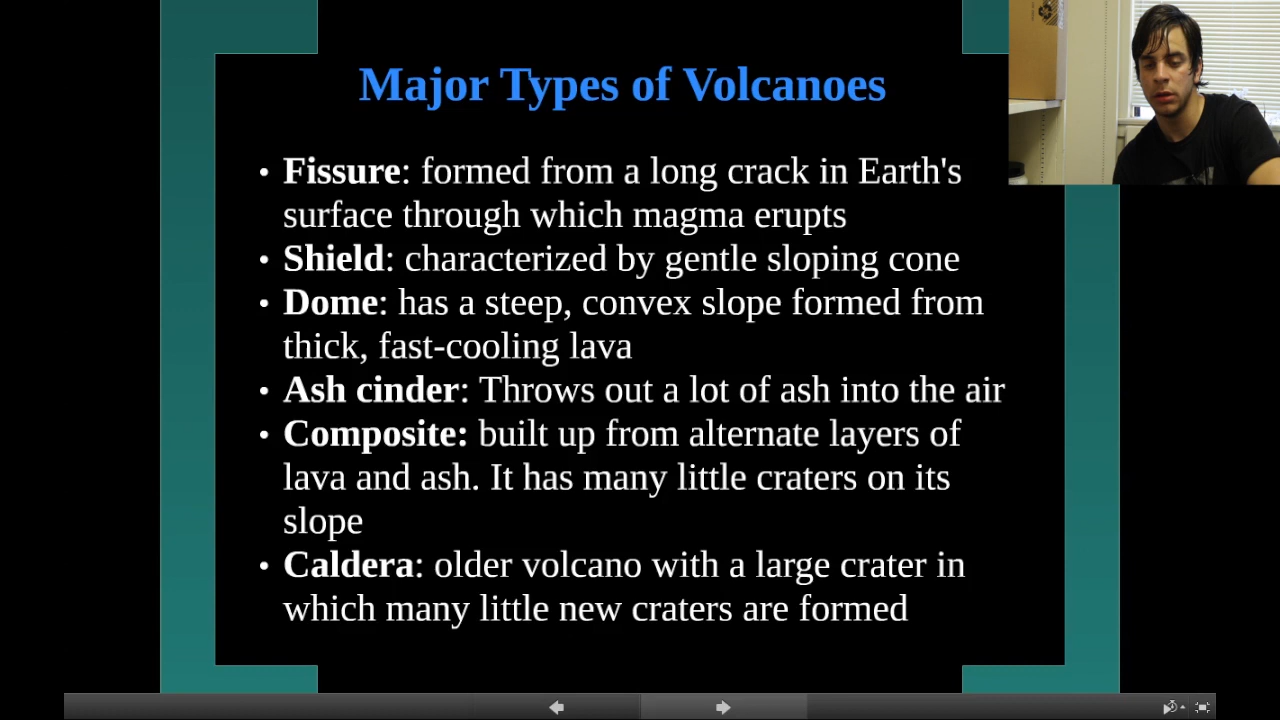 Major Types of Volcanoes
• Fissure: formed from a long crack in Earth's
surface through which magma erupts
• Shield: characterized by gentle sloping cone
• Dome: has a steep, convex slope formed from
thick, fast-cooling lava
• Ash cinder: Throws out a lot of ash into the air
• Composite: built up from alternate layers of
lava and ash. It has many little craters on its
slope
• Caldera: older volcano with a large crater in
which many little new craters are formed